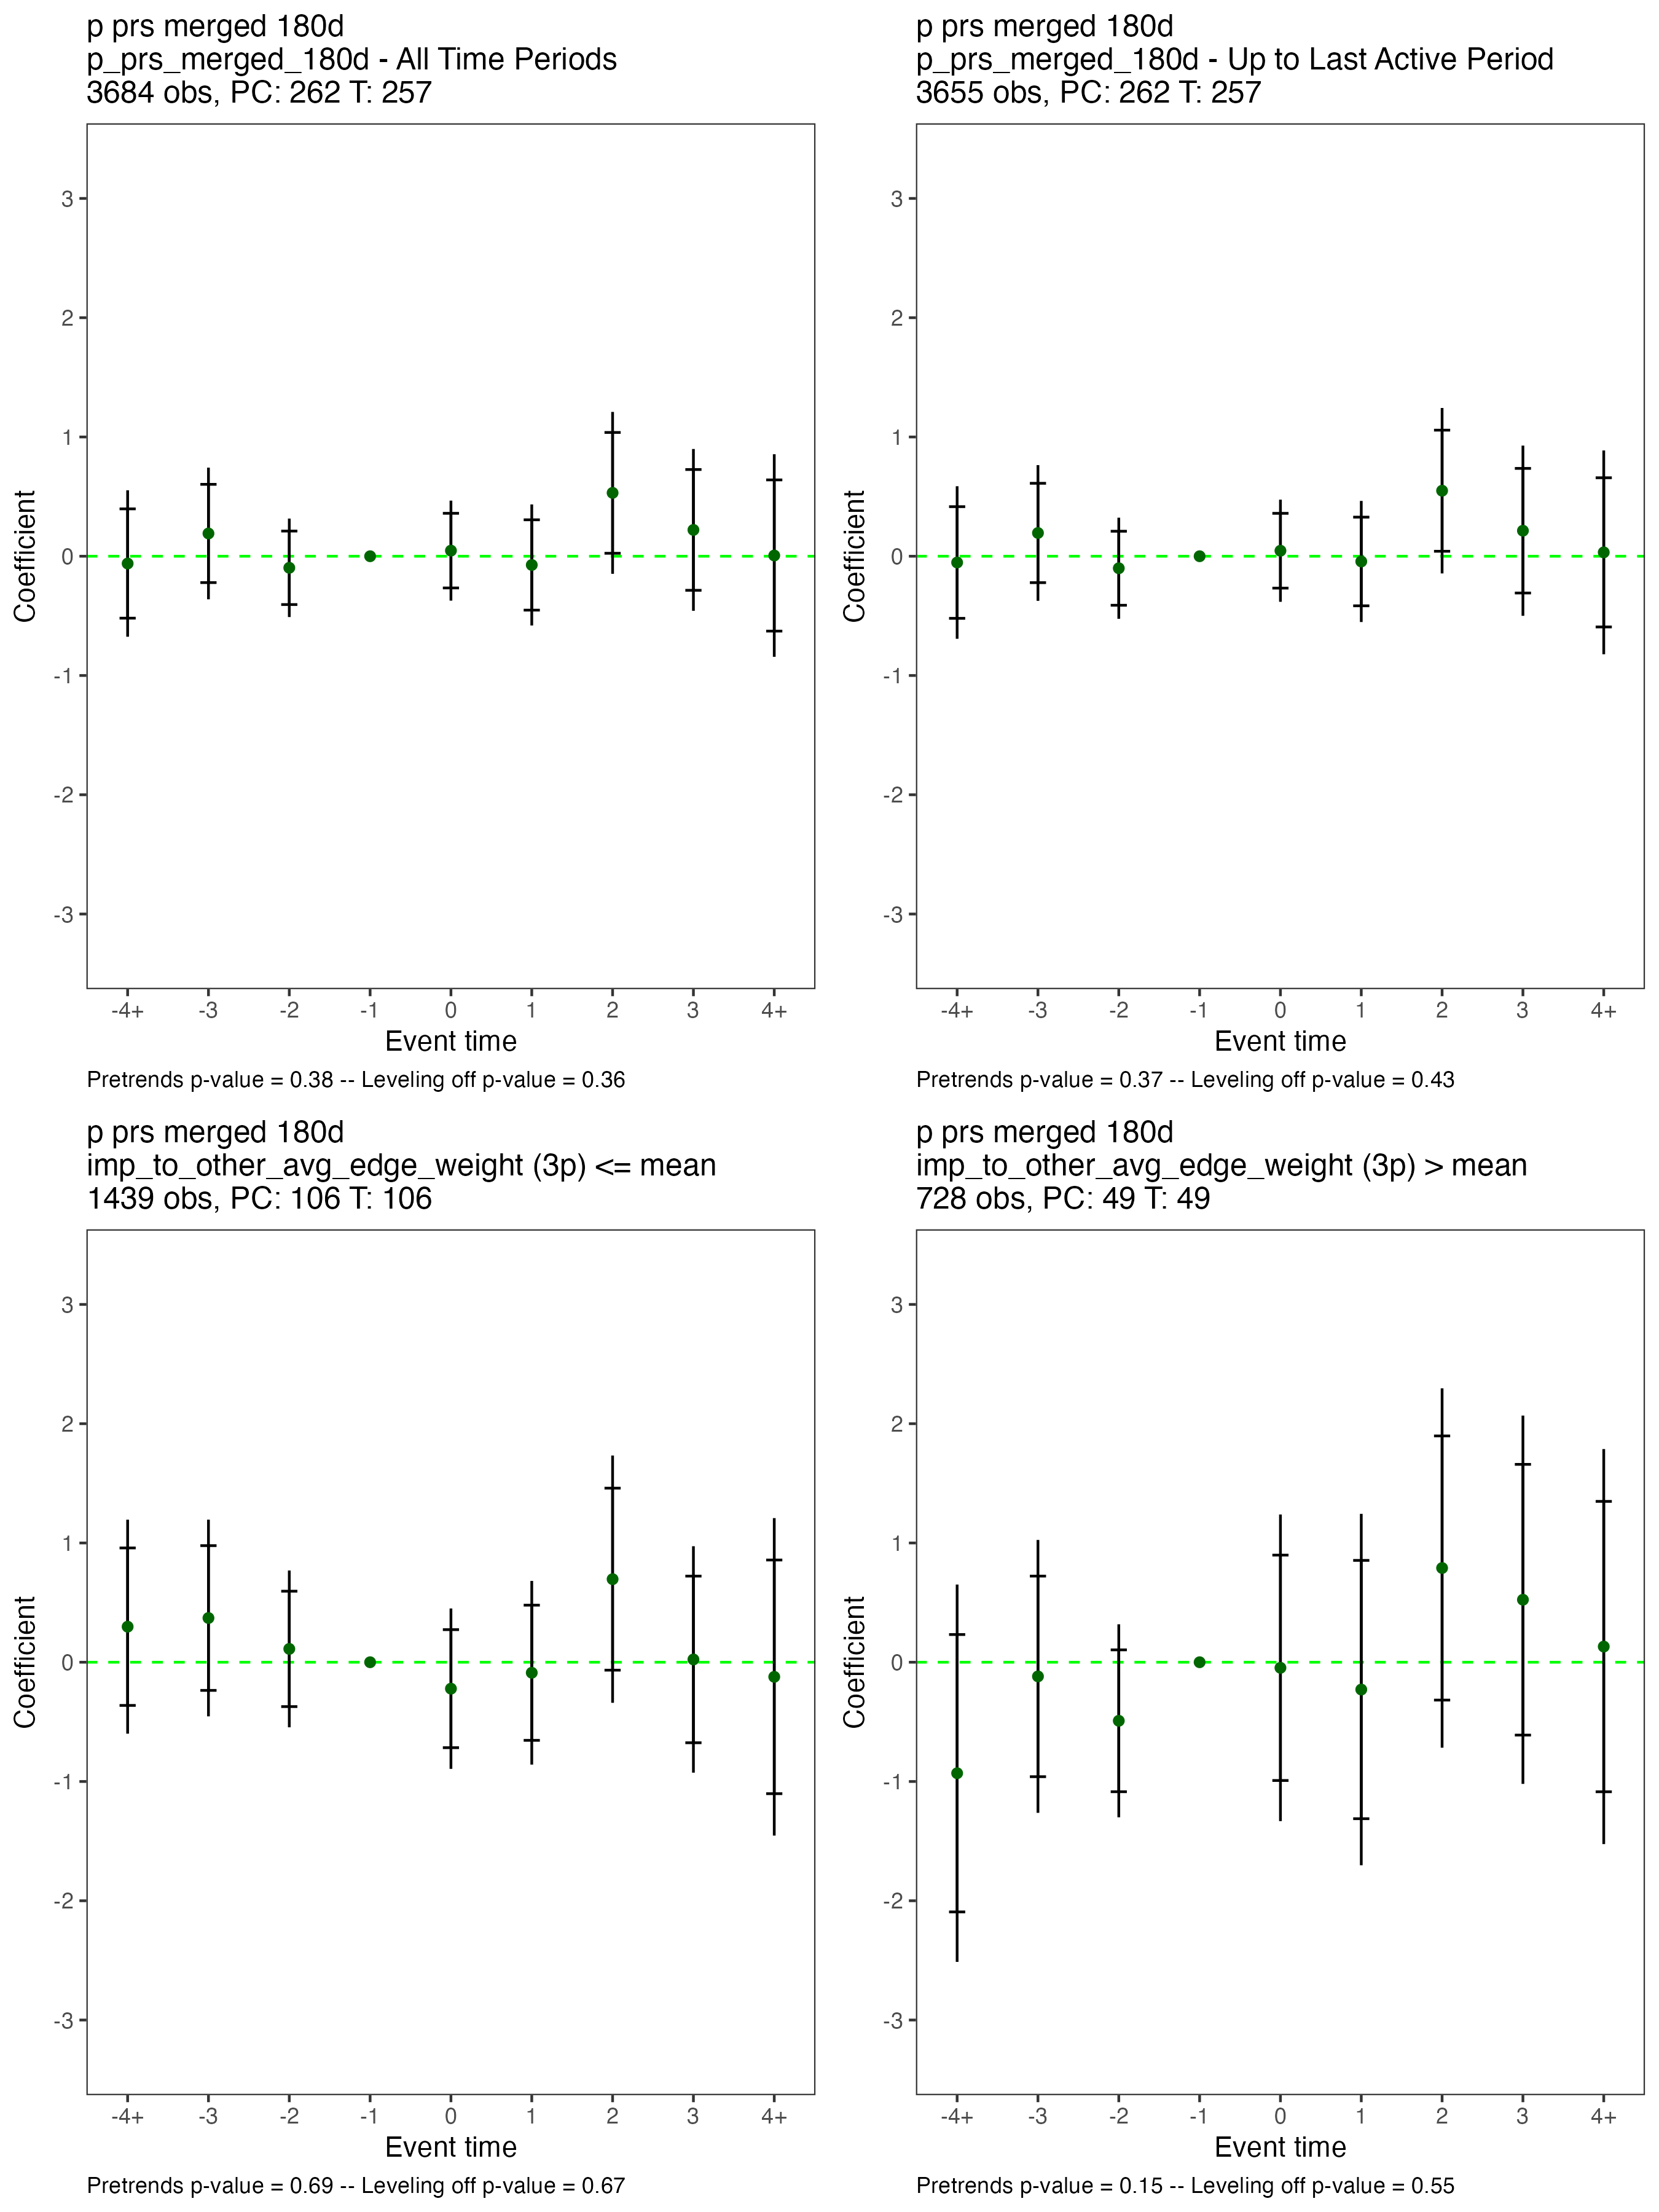 p prs merged 180d
p_prs_merged_180d - All Time Periods
3684 obs, PC: 262 T: 257
Coefficient
3
2
1
0
-1
-2
-3
-4+ -3 -2 -1 0 1 2 3 4+
Event time
Pretrends p-value = 0.38 -- Leveling off p-value = 0.36
p prs merged 180d
p_prs_merged_180d - Up to Last Active Period
3655 obs, PC: 262 T: 257
Coefficient
3
2
1
0
-1
-2
-3
-4+ -3 -2 -1 0 1 2 3 4+
Event time
Pretrends p-value = 0.37 -- Leveling off p-value = 0.43
p prs merged 180d
imp_to_other_avg_edge_weight (3p) <= mean
1439 obs, PC: 106 T: 106
Coefficient
3
2
1
0
-1
-2
-3
-4+ -3 -2 -1 0 1 2 3 4+
Event time
Pretrends p-value = 0.69 -- Leveling off p-value = 0.67
p prs merged 180d
imp_to_other_avg_edge_weight (3p) > mean
728 obs, PC: 49 T: 49
Coefficient
3
2
1
0
-1
-2
-3
-4+ -3 -2 -1 0 1 2 3 4+
Event time
Pretrends p-value = 0.15 -- Leveling off p-value = 0.55